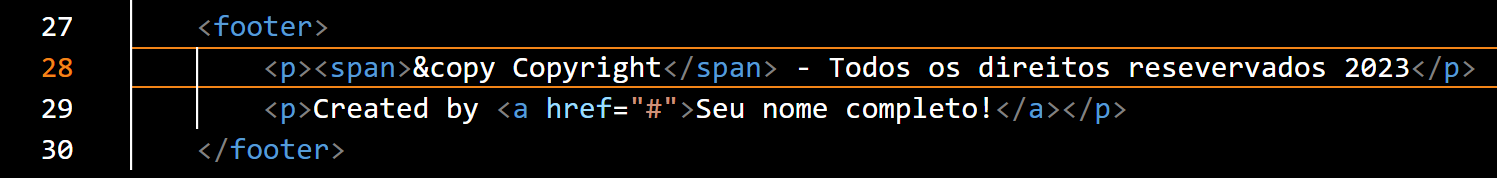 27 <footer>
28 <p><span>&copy Copyright</span> - Todos os direitos resevervados 2023</p>
29 <p>Created by <a href="#">Seu nome completo!</a></p>
30 </footer>